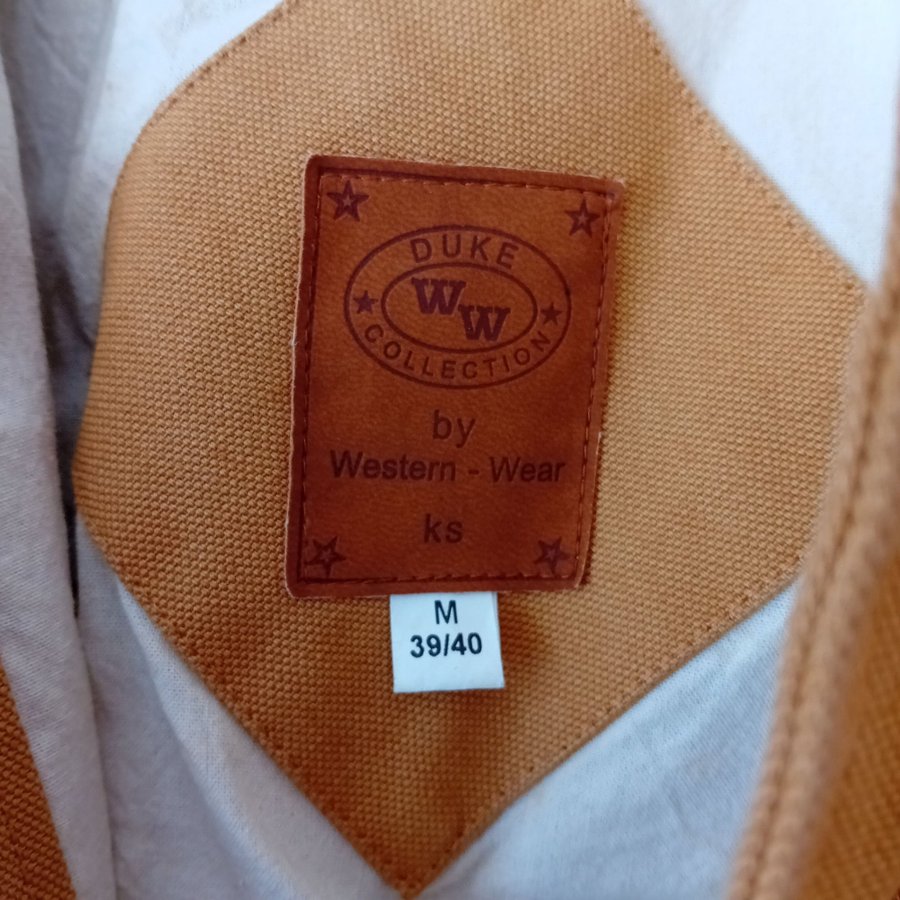 DUKE
WW
COLLECTION
by
Western - Wear
ks
M
39/40